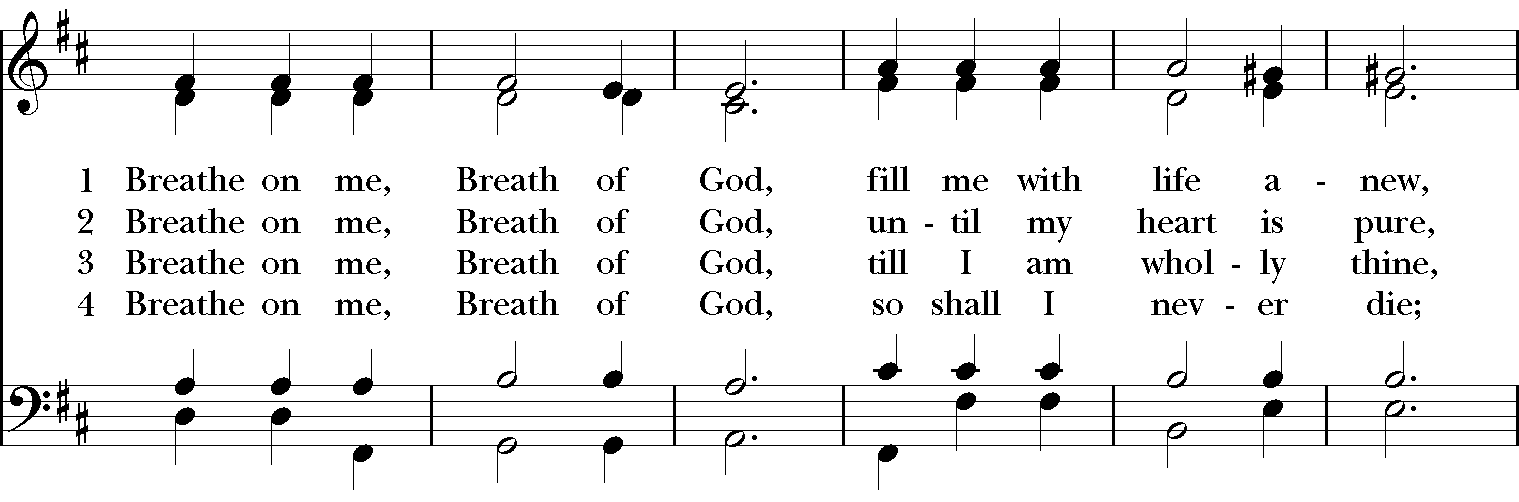 1 Breathe on me, Breath of God, fill me with life a - new,
2 Breathe on me, Breath of God, un - til my heart is pure,
3 Breathe on me, Breath of God, till I am whol - ly thine,
4 Breathe on me, Breath of God, so shall I nev - er die;